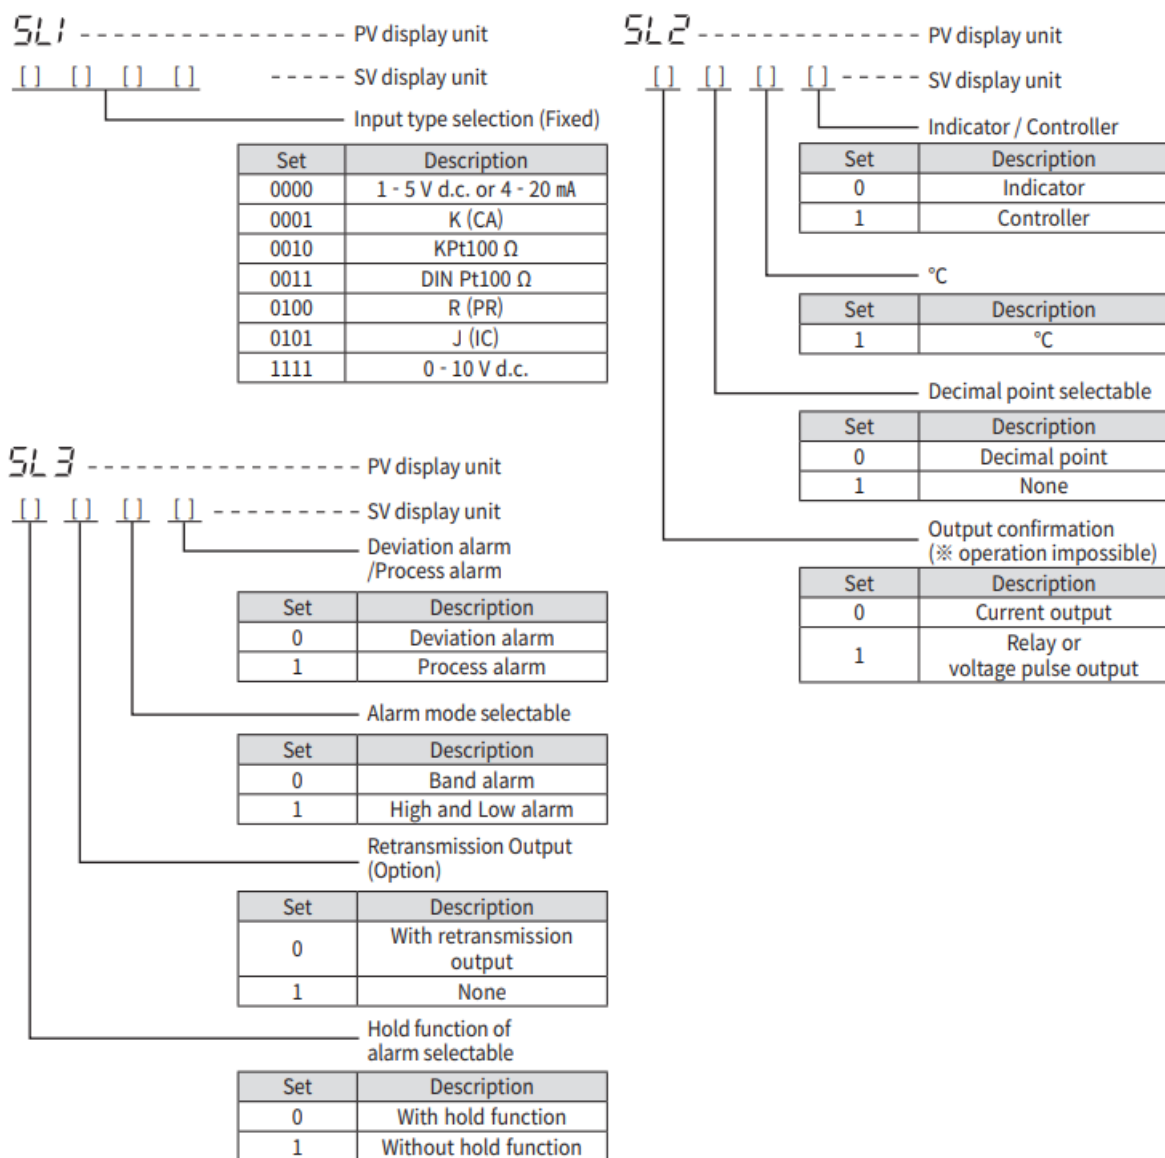 SL1 ---------------- PV display unit
[ ] [ ] [ ] [ ] ----- SV display unit
Input type selection (Fixed)
Set Description
0000 1 - 5 V d.c. or 4 - 20 mA
0001 K (CA)
0010 KPt100 Ω
0011 DIN Pt100 Ω
0100 R (PR)
0101 J (IC)
1111 0 - 10 V d.c.
SL2 ------------- PV display unit
[ ] [ ] [ ] [ ] ----- SV display unit
Indicator / Controller
Set Description
0 Indicator
1 Controller
°C
Set Description
1 °C
Decimal point selectable
Set Description
0 Decimal point
1 None
Output confirmation
(※ operation impossible)
Set Description
0 Current output
1 Relay or
voltage pulse output
SL3 ---------------- PV display unit
[ ] [ ] [ ] [ ] --------- SV display unit
Deviation alarm
/Process alarm
Set Description
0 Deviation alarm
1 Process alarm
Alarm mode selectable
Set Description
0 Band alarm
1 High and Low alarm
Retransmission Output
(Option)
Set Description
0 With retransmission
output
1 None
Hold function of
alarm selectable
Set Description
0 With hold function
1 Without hold function